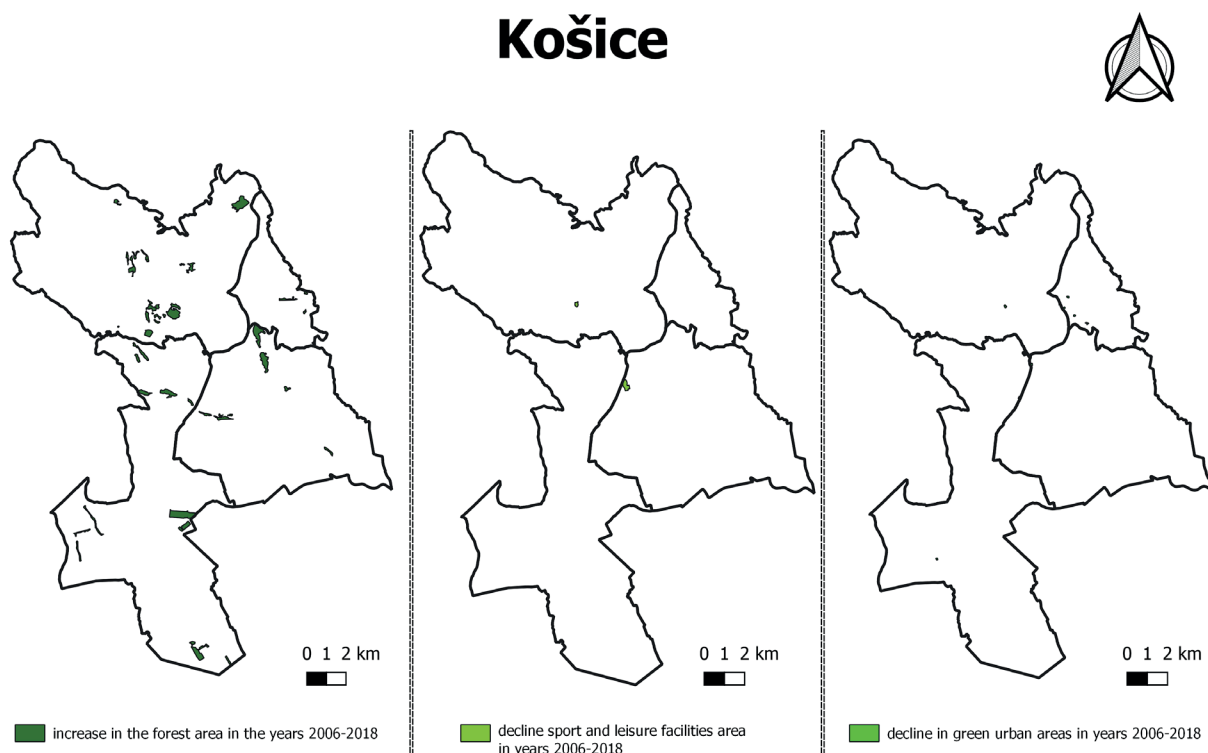 Košice
0 1 2 km
0 1 2 km
0 1 2 km
increase in the forest area in the years 2006-2018
decline sport and leisure facilities area
in years 2006-2018
decline in green urban areas in years 2006-2018